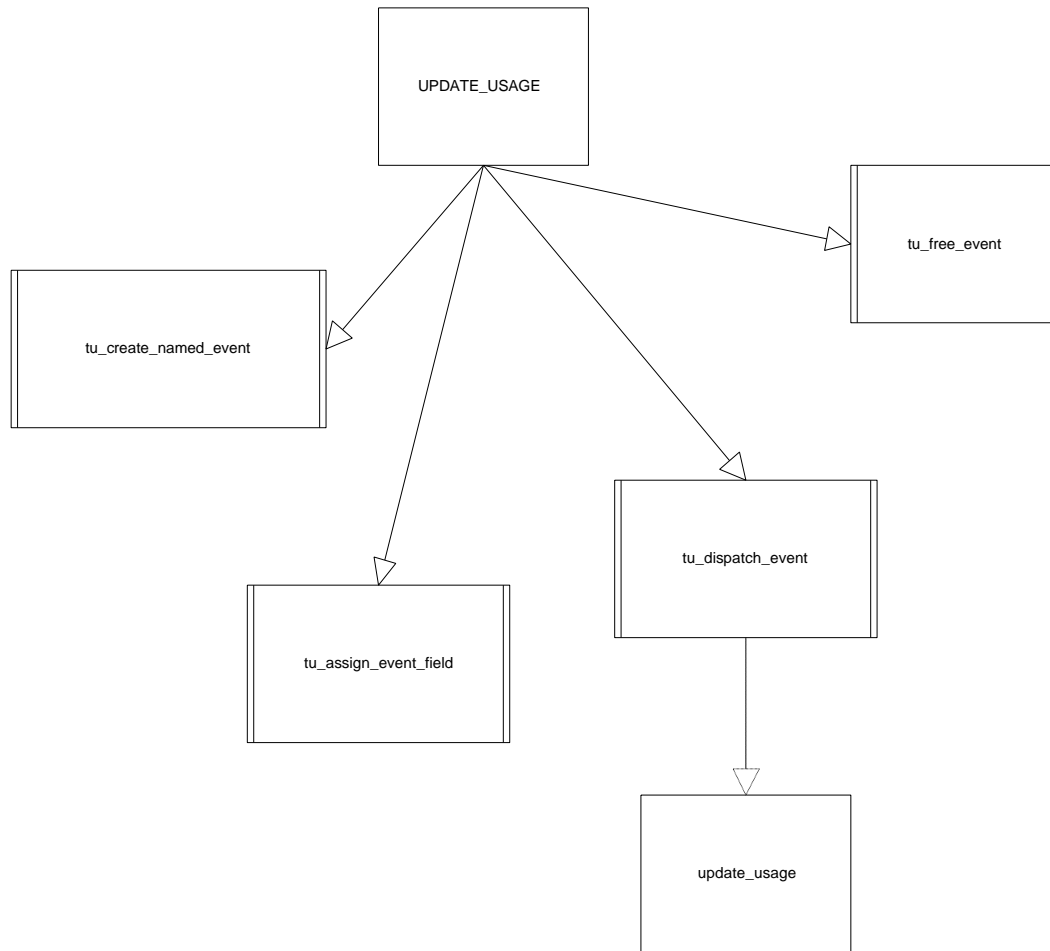 UPDATE_USAGE
tu_free_event
tu_create_named_event
tu_dispatch_event
tu_assign_event_field
update_usage